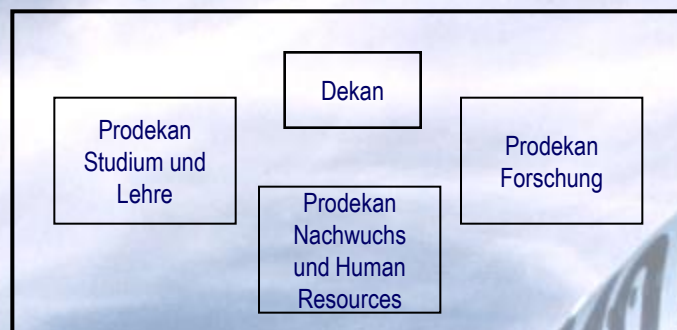 Dekan
Prodekan
Studium und
Lehre
Prodekan
Forschung
Prodekan
Nachwuchs
und Human
Resources